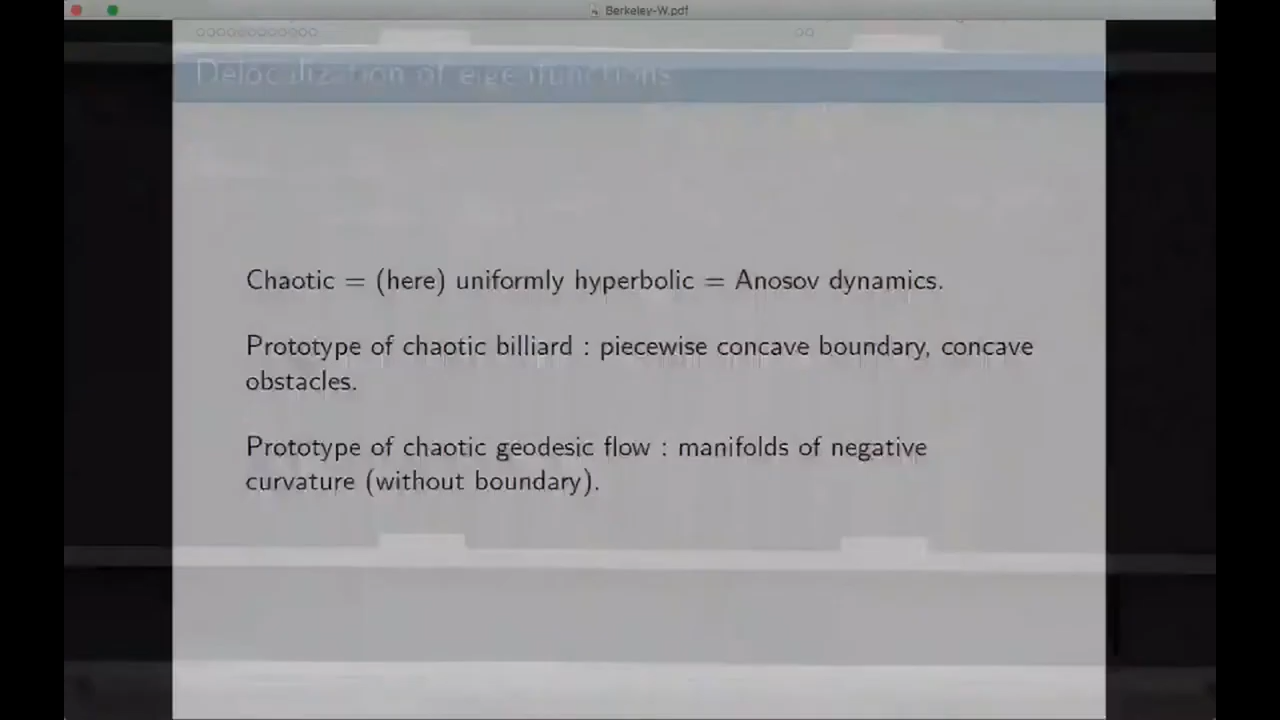 Berkeley-W.pdf
Delocalization of eigenfunctions
Chaotic = (here) uniformly hyperbolic = Anosov dynamics.
Prototype of chaotic billiard : piecewise concave boundary, concave
obstacles.
Prototype of chaotic geodesic flow : manifolds of negative
curvature (without boundary).